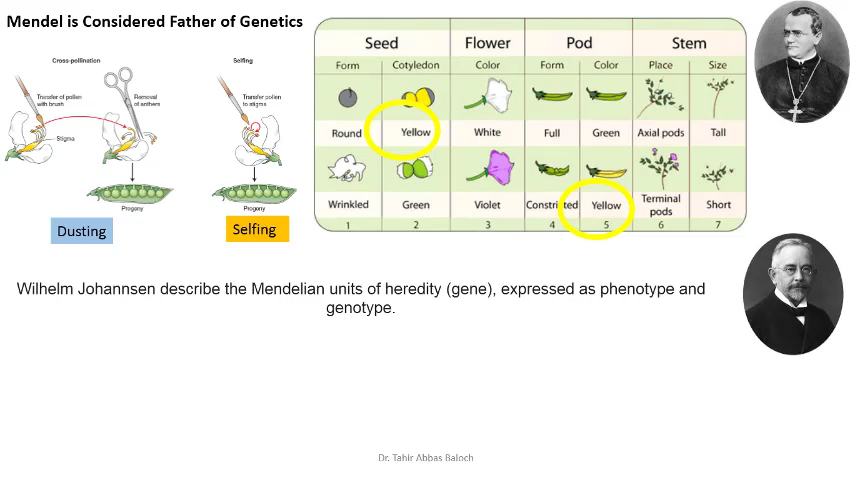 Mendel is Considered Father of Genetics
Cross-pollination
Selfing
Transfer of pollen
with brush
Removal
of anthers
Transfer pollen
to stigma
Stigma
Progeny
Progeny
Dusting
Selfing
Seed Flower Pod Stem
Form Cotyledon Color Form Color Place Size
Round Yellow White Full Green Axial pods Tall
Wrinkled Green Violet Constricted Yellow Terminal
pods Short
1 2 3 4 5 6 7
Wilhelm Johannsen describe the Mendelian units of heredity (gene), expressed as phenotype and
genotype.
Dr. Tahir Abbas Baloch